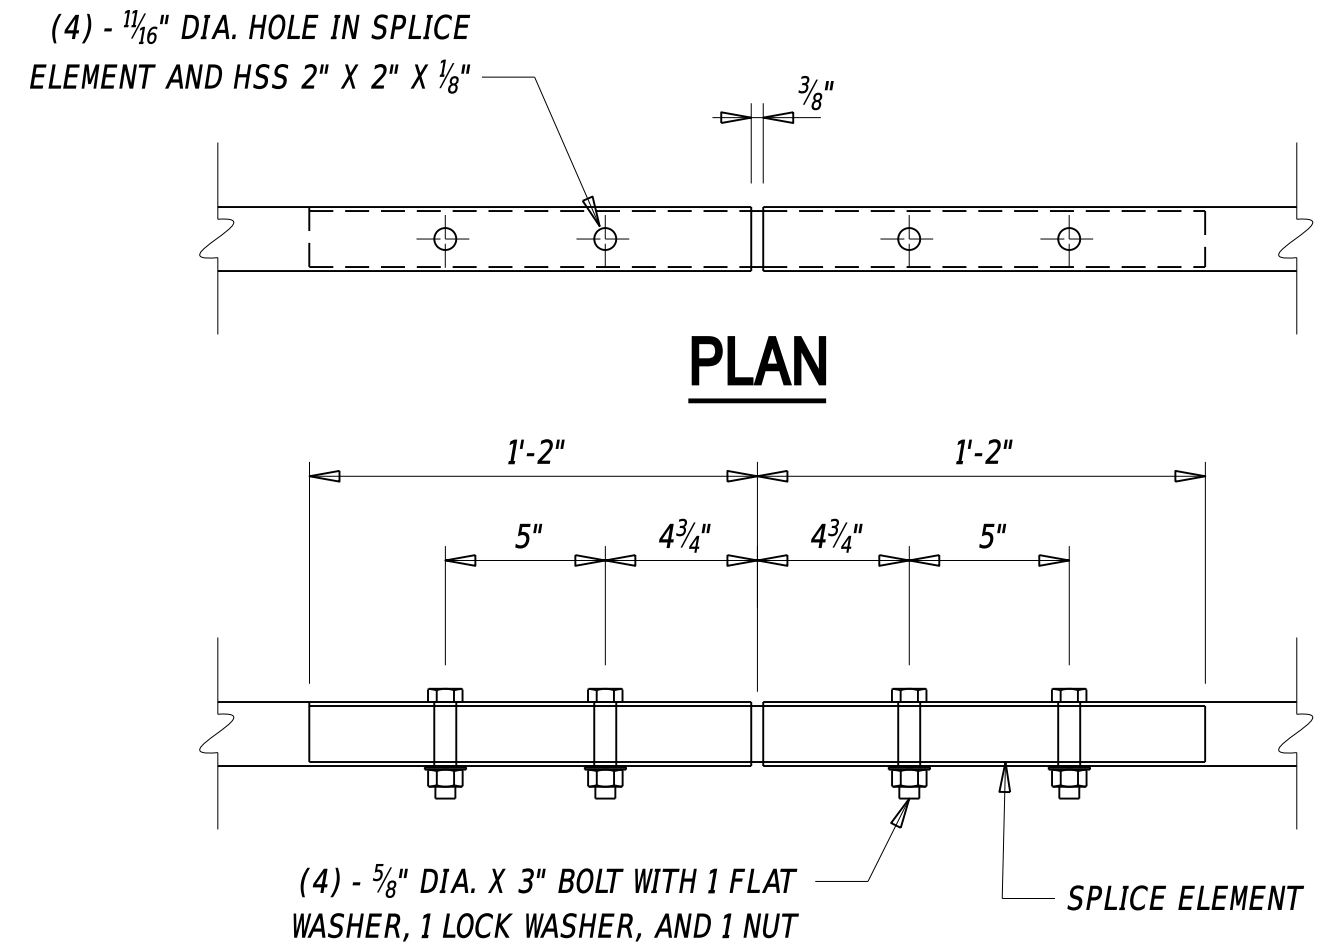 (4) - 11/16" DIA. HOLE IN SPLICE
ELEMENT AND HSS 2" X 2" X 1/8"
3/8"
PLAN
1'-2" 1'-2"
5" 4 3/4" 4 3/4" 5"
(4) - 5/8" DIA. X 3" BOLT WITH 1 FLAT
WASHER, 1 LOCK WASHER, AND 1 NUT
SPLICE ELEMENT